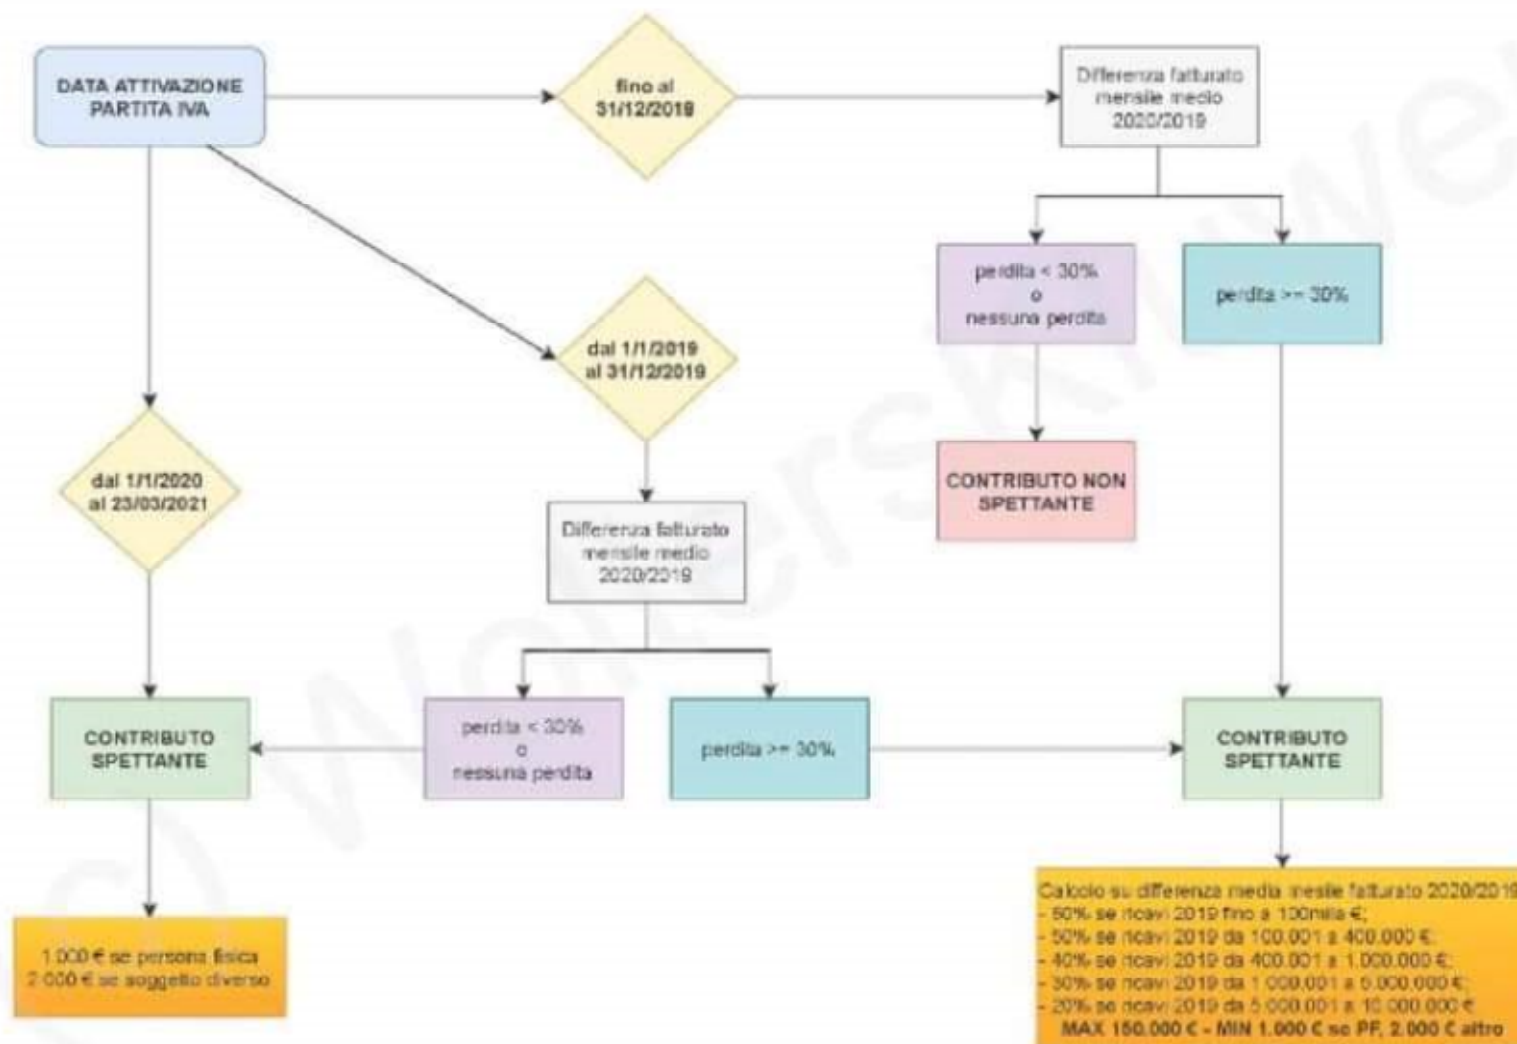 DATA ATTIVAZIONE
PARTITA IVA
fino al
31/12/2018
Differenza fatturato
mensile medio
2020/2019
perdita < 30%
o
nessuna perdita
perdita >= 30%
dal 1/1/2019
al 31/12/2019
CONTRIBUTO NON
SPETTANTE
dal 1/1/2020
al 23/03/2021
Differenza fatturato
mensile medio
2020/2019
CONTRIBUTO
SPETTANTE
perdita < 30%
o
nessuna perdita
perdita >= 30%
CONTRIBUTO
SPETTANTE
1.000 € se persona fisica
2.000 € se soggetto diverso
Calcolo su differenza media mesile fatturato 2020/2019
- 60% se ricavi 2019 fino a 100mila €;
- 50% se ricavi 2019 da 100.001 a 400.000 €;
- 40% se ricavi 2019 da 400.001 a 1.000.000 €;
- 30% se ricavi 2019 da 1.000.001 a 5.000.000 €;
- 20% se ricavi 2019 da 5.000.001 a 10.000.000 €
MAX 150.000 € - MIN 1.000 € se PF, 2.000 € altro
(C) Wolters Kluwer